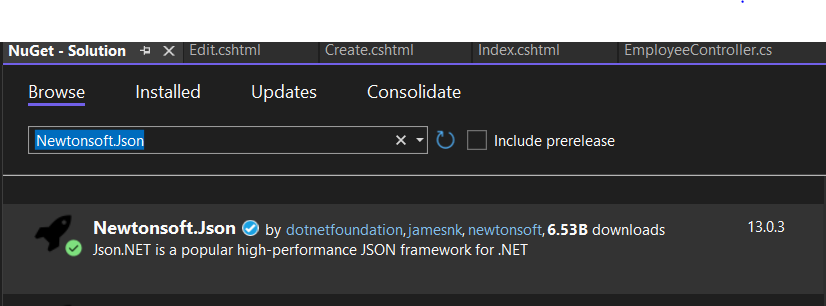 NuGet - Solution Edit.cshtml Create.cshtml Index.cshtml EmployeeController.cs
Browse Installed Updates Consolidate
Newtonsoft.Json Include prerelease
Newtonsoft.Json by dotnetfoundation, jamesnk, newtonsoft, 6.53B downloads 13.0.3
Json.NET is a popular high-performance JSON framework for .NET